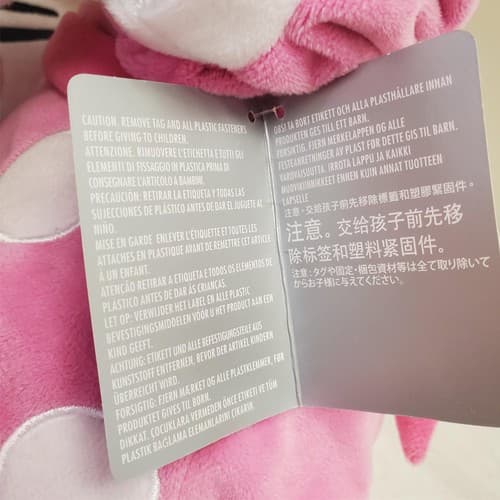 CAUTION. REMOVE TAG AND ALL PLASTIC FASTENERS
BEFORE GIVING TO CHILDREN.
ATTENZIONE. RIMUOVERE L'ETICHETTA E TUTTI GLI
ELEMENTI DI FISSAGGIO IN PLASTICA PRIMA DI
CONSEGNARE L'ARTICOLO A BAMBINI.
PRECAUCIÓN: RETIRAR LA ETIQUETA Y TODAS LAS
SUJECCIONES DE PLÁSTICO ANTES DE DAR EL JUGUETE AL
NIÑO.
MISE EN GARDE ENLEVER L'ÉTIQUETTE ET TOUTES LES
ATTACHES EN PLASTIQUE AVANT DE REMETTRE CET ARTICLE
À UN ENFANT.
ATENÇÃO RETIRAR A ETIQUETA E TODOS OS ELEMENTOS DE
PLÁSTICO ANTES DE DAR ÀS CRIANÇAS.
LET OP: VERWIJDER HET LABEL EN ALLE PLASTIC
BEVESTIGINGSMIDDELEN VÓÓR U HET PRODUCT AAN EEN
KIND GEEFT.
ACHTUNG: ETIKETT UND ALLE BEFESTIGUNGSTEILE AUS
KUNSTSTOFF ENTFERNEN, BEVOR DER ARTIKEL KINDERN
ÜBERREICHT WIRD.
FORSIGTIG: FJERN MÆRKET OG ALLE PLASTKLEMMER, FØR
PRODUKTET GIVES TIL BØRN.
DIKKAT. ÇOCUKLARA VERMEDEN ÖNCE ETİKETİ VE TÜM
PLASTİK BAĞLAMA ELEMANLARINI ÇIKARIN.
OBS! TA BORT ETIKETT OCH ALLA PLASTHÅLLARE INNAN
PRODUKTEN GES TILL ETT BARN.
FORSIKTIG. FJERN MERKELAPPEN OG ALLE
FESTEANRETNINGER AV PLAST FØR DETTE GIS TIL BARN.
VAROVAISUUTTA. IRROTA LAPPU JA KAIKKI
MUOVIKIINNIKKEET ENNEN KUIN ANNAT TUOTTEEN
LAPSELLE
注意·交給孩子前先移除標籤和塑膠緊固件。
注意。交给孩子前先移
除标签和塑料紧固件。
注意：タグや固定・梱包資材等は全て取り除いて
からお子様に与えてください。